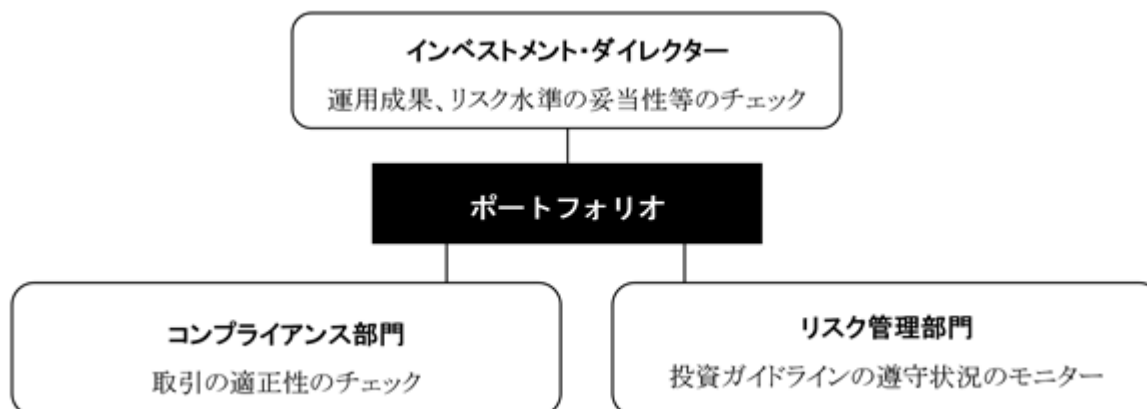 インベストメント・ダイレクター
運用成果、リスク水準の妥当性等のチェック
ポートフォリオ
コンプライアンス部門
取引の適正性のチェック
リスク管理部門
投資ガイドラインの遵守状況のモニター